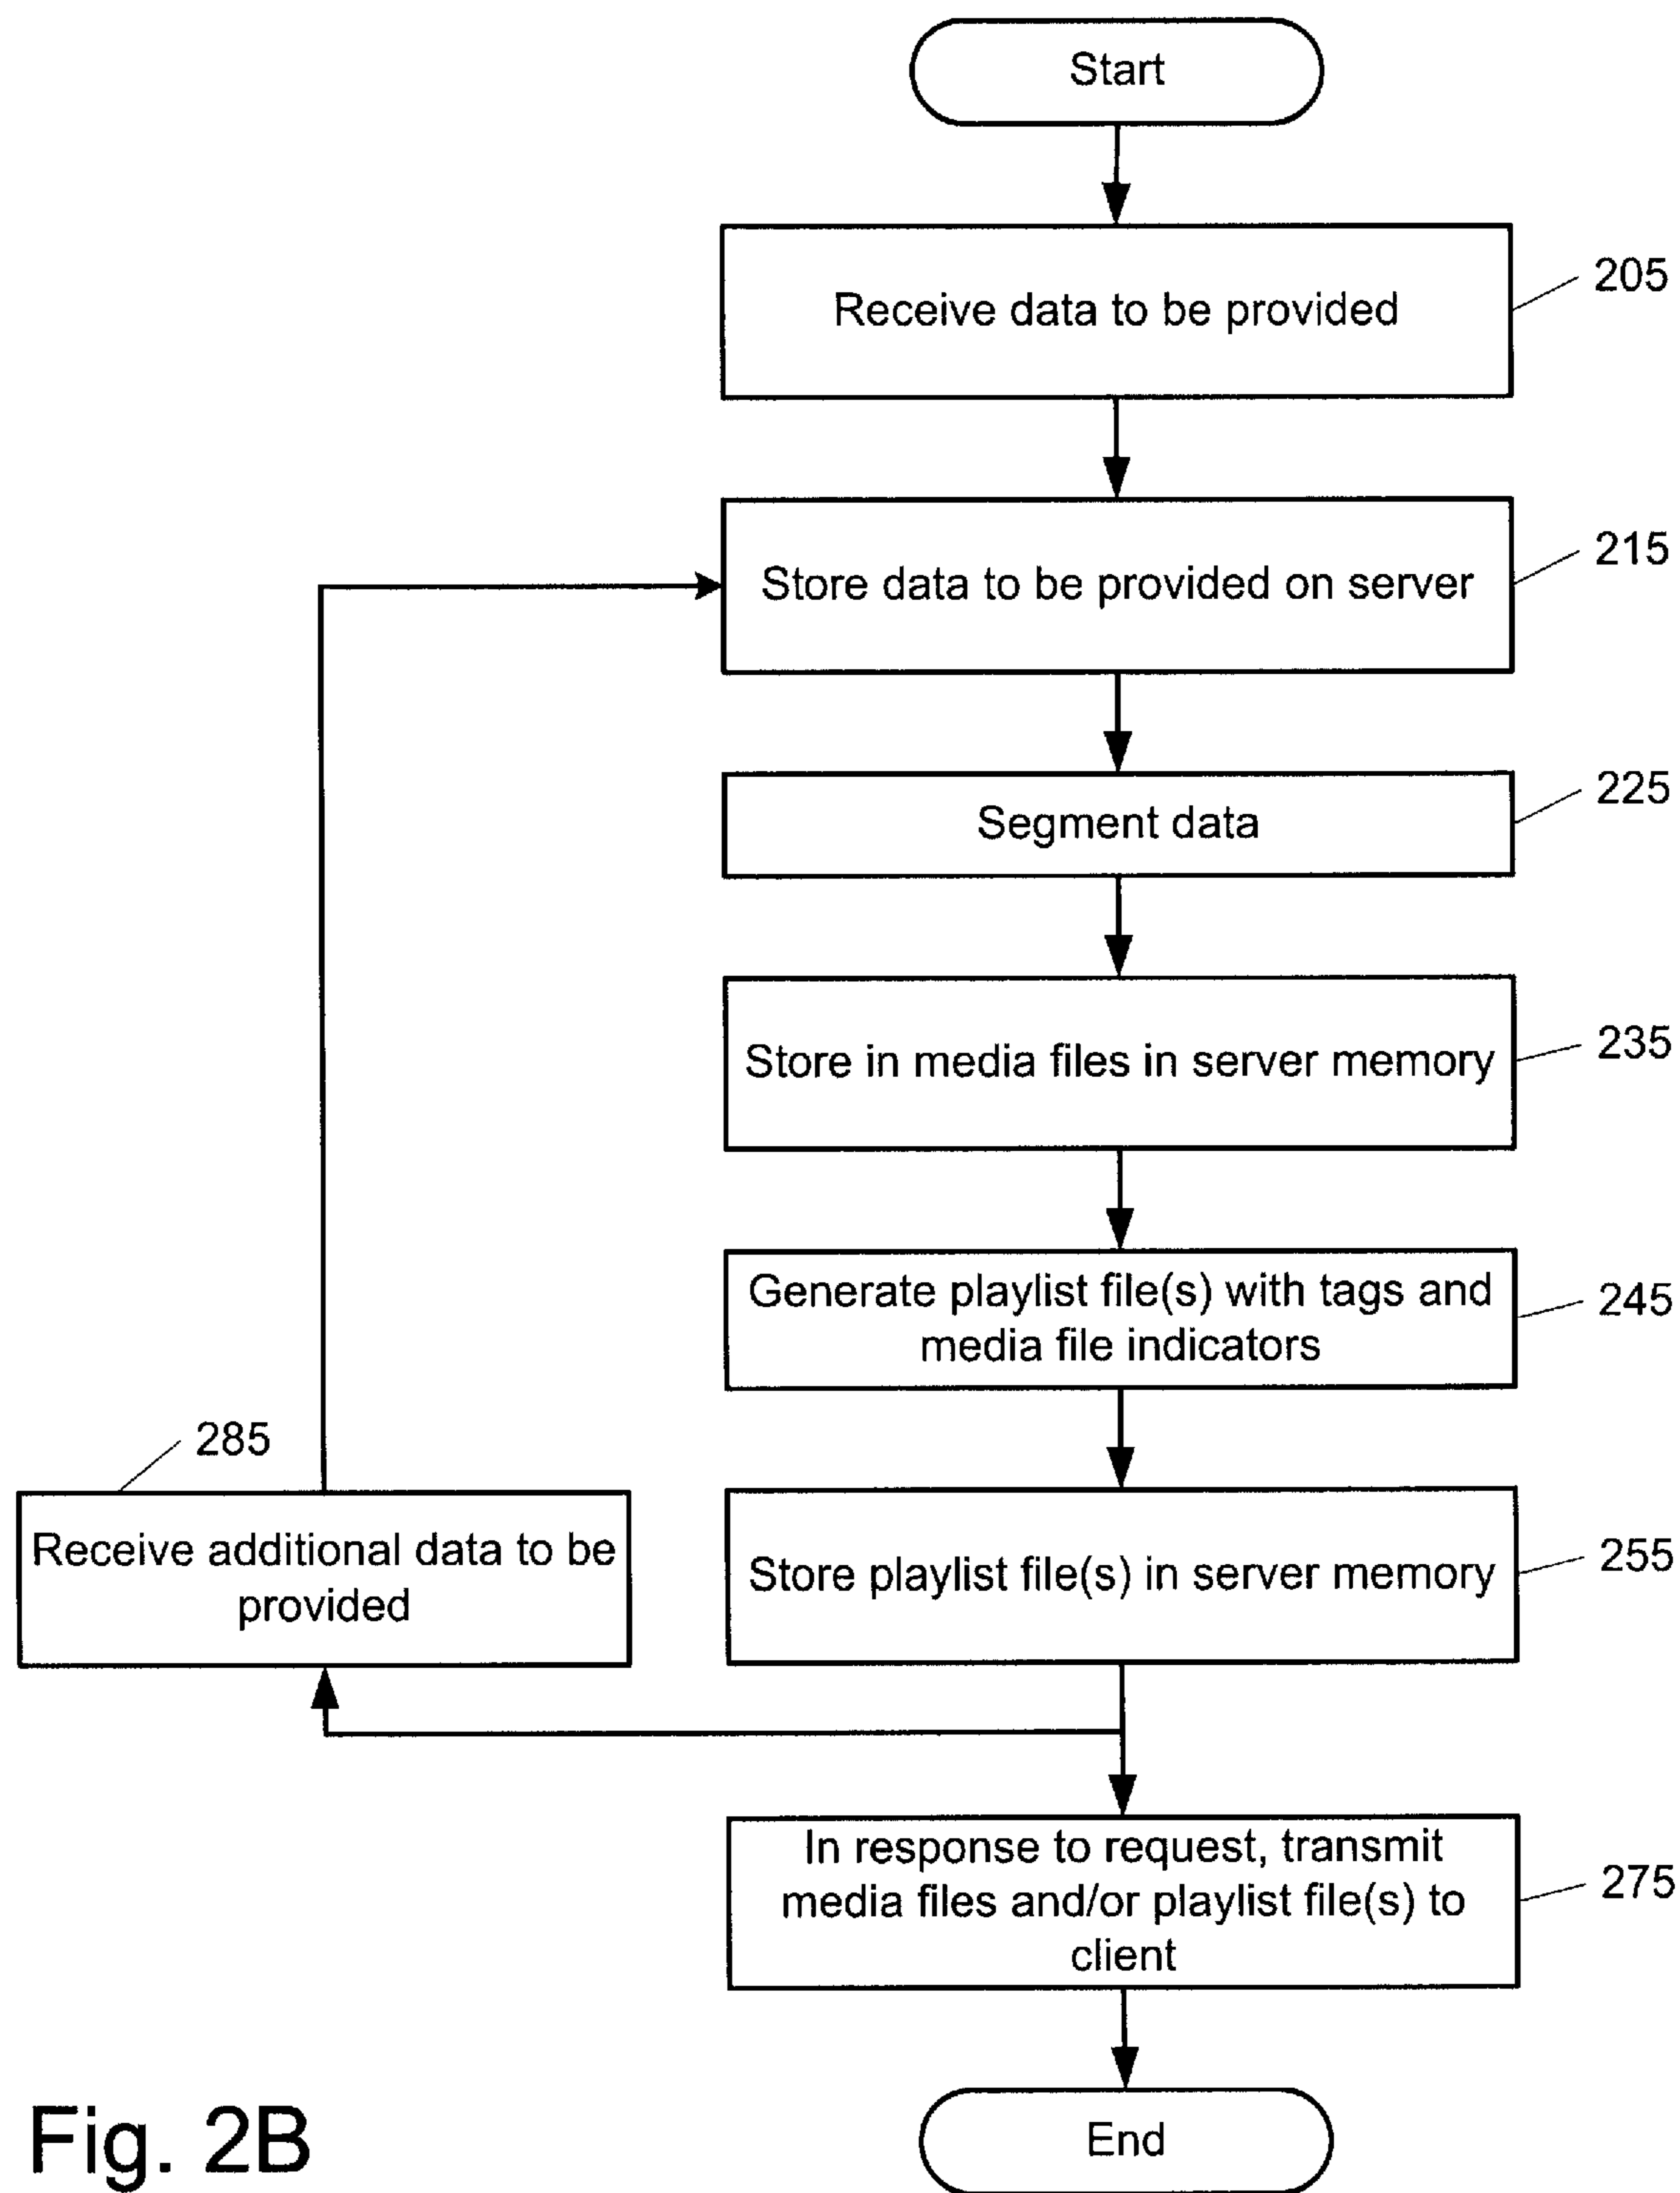 Start
Receive data to be provided
205
Store data to be provided on server
215
Segment data
225
Store in media files in server memory
235
Generate playlist file(s) with tags and
media file indicators
245
285
Receive additional data to be
provided
Store playlist file(s) in server memory
255
In response to request, transmit
media files and/or playlist file(s) to
client
275
End
Fig. 2B